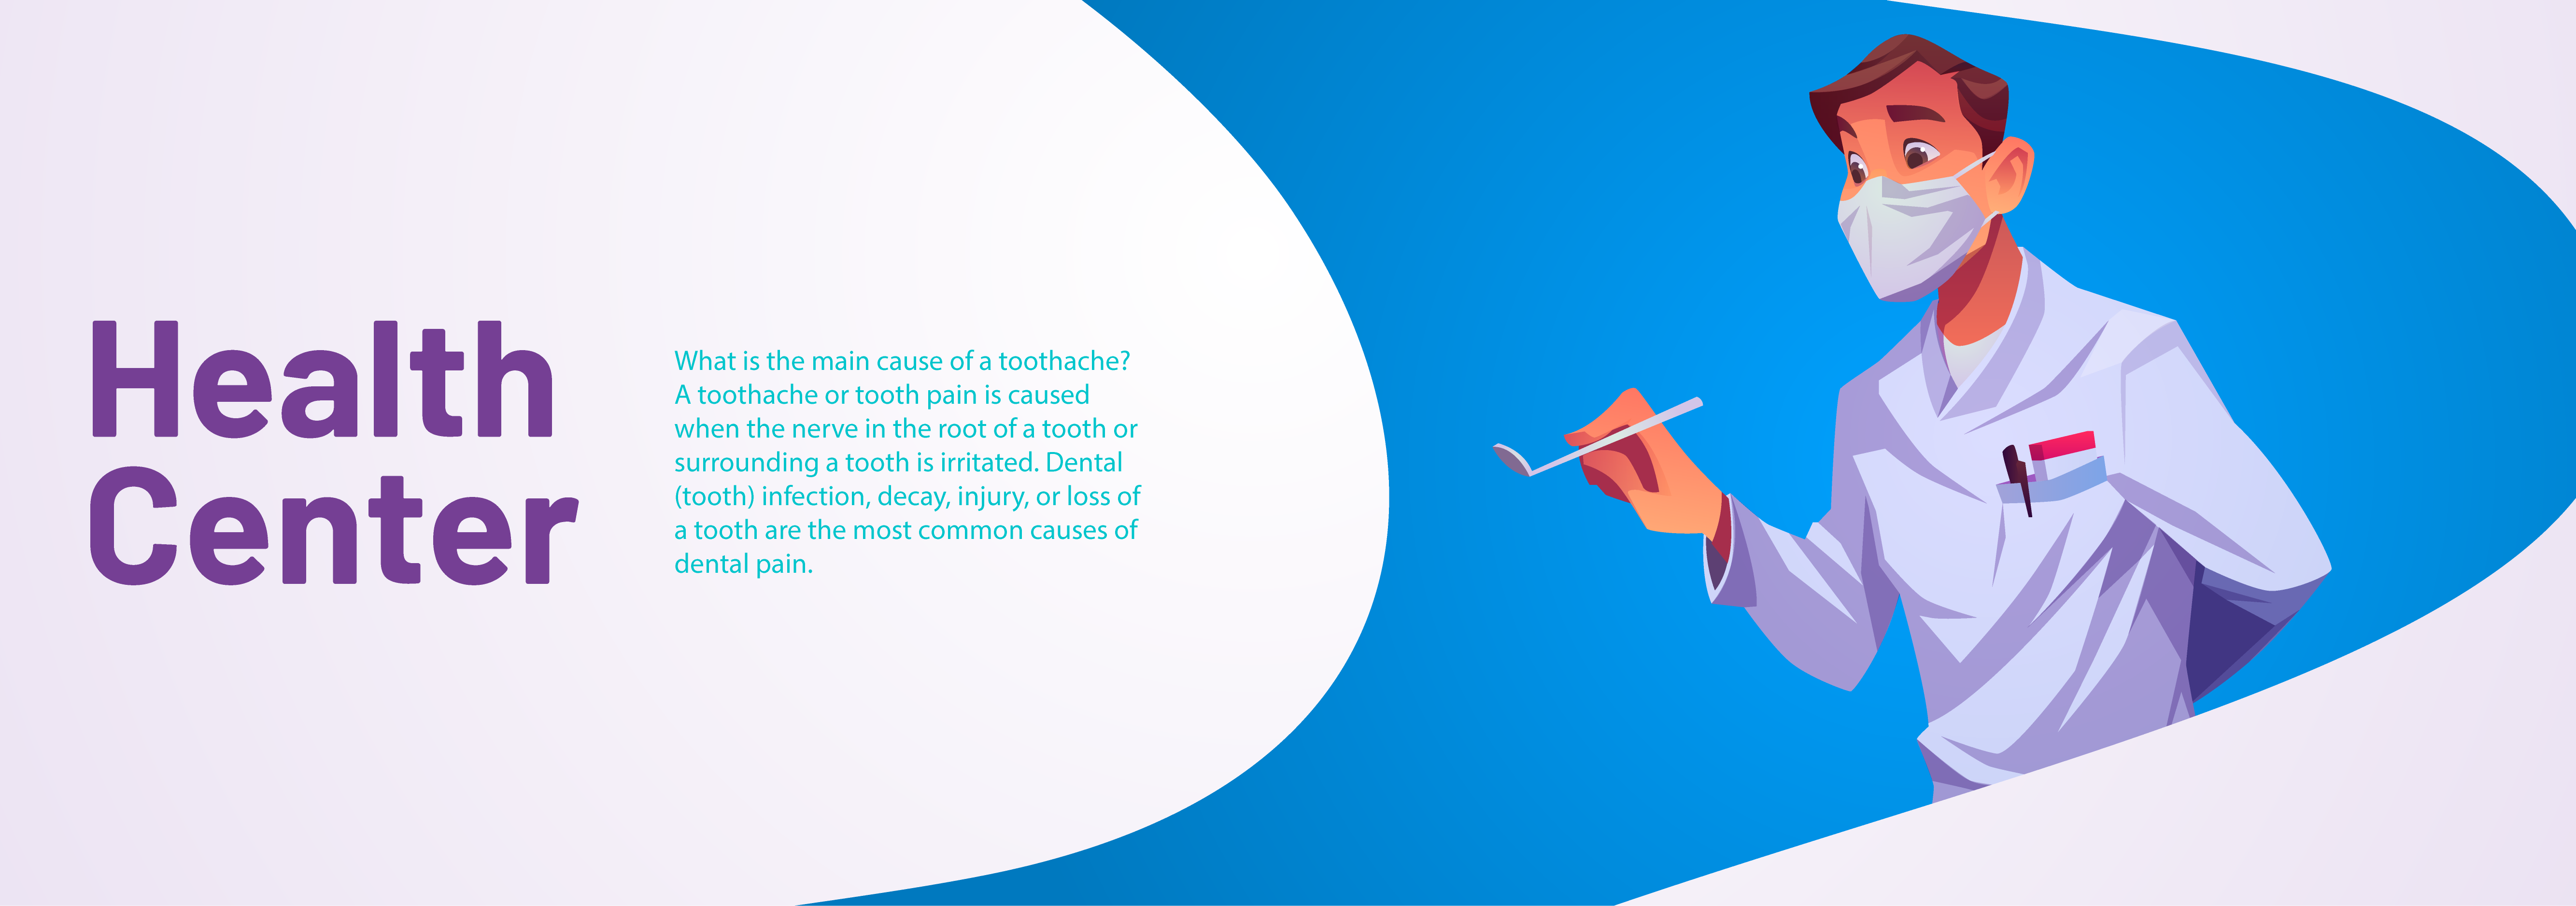 Health
Center
What is the main cause of a toothache?
A toothache or tooth pain is caused
when the nerve in the root of a tooth or
surrounding a tooth is irritated. Dental
(tooth) infection, decay, injury, or loss of
a tooth are the most common causes of
dental pain.